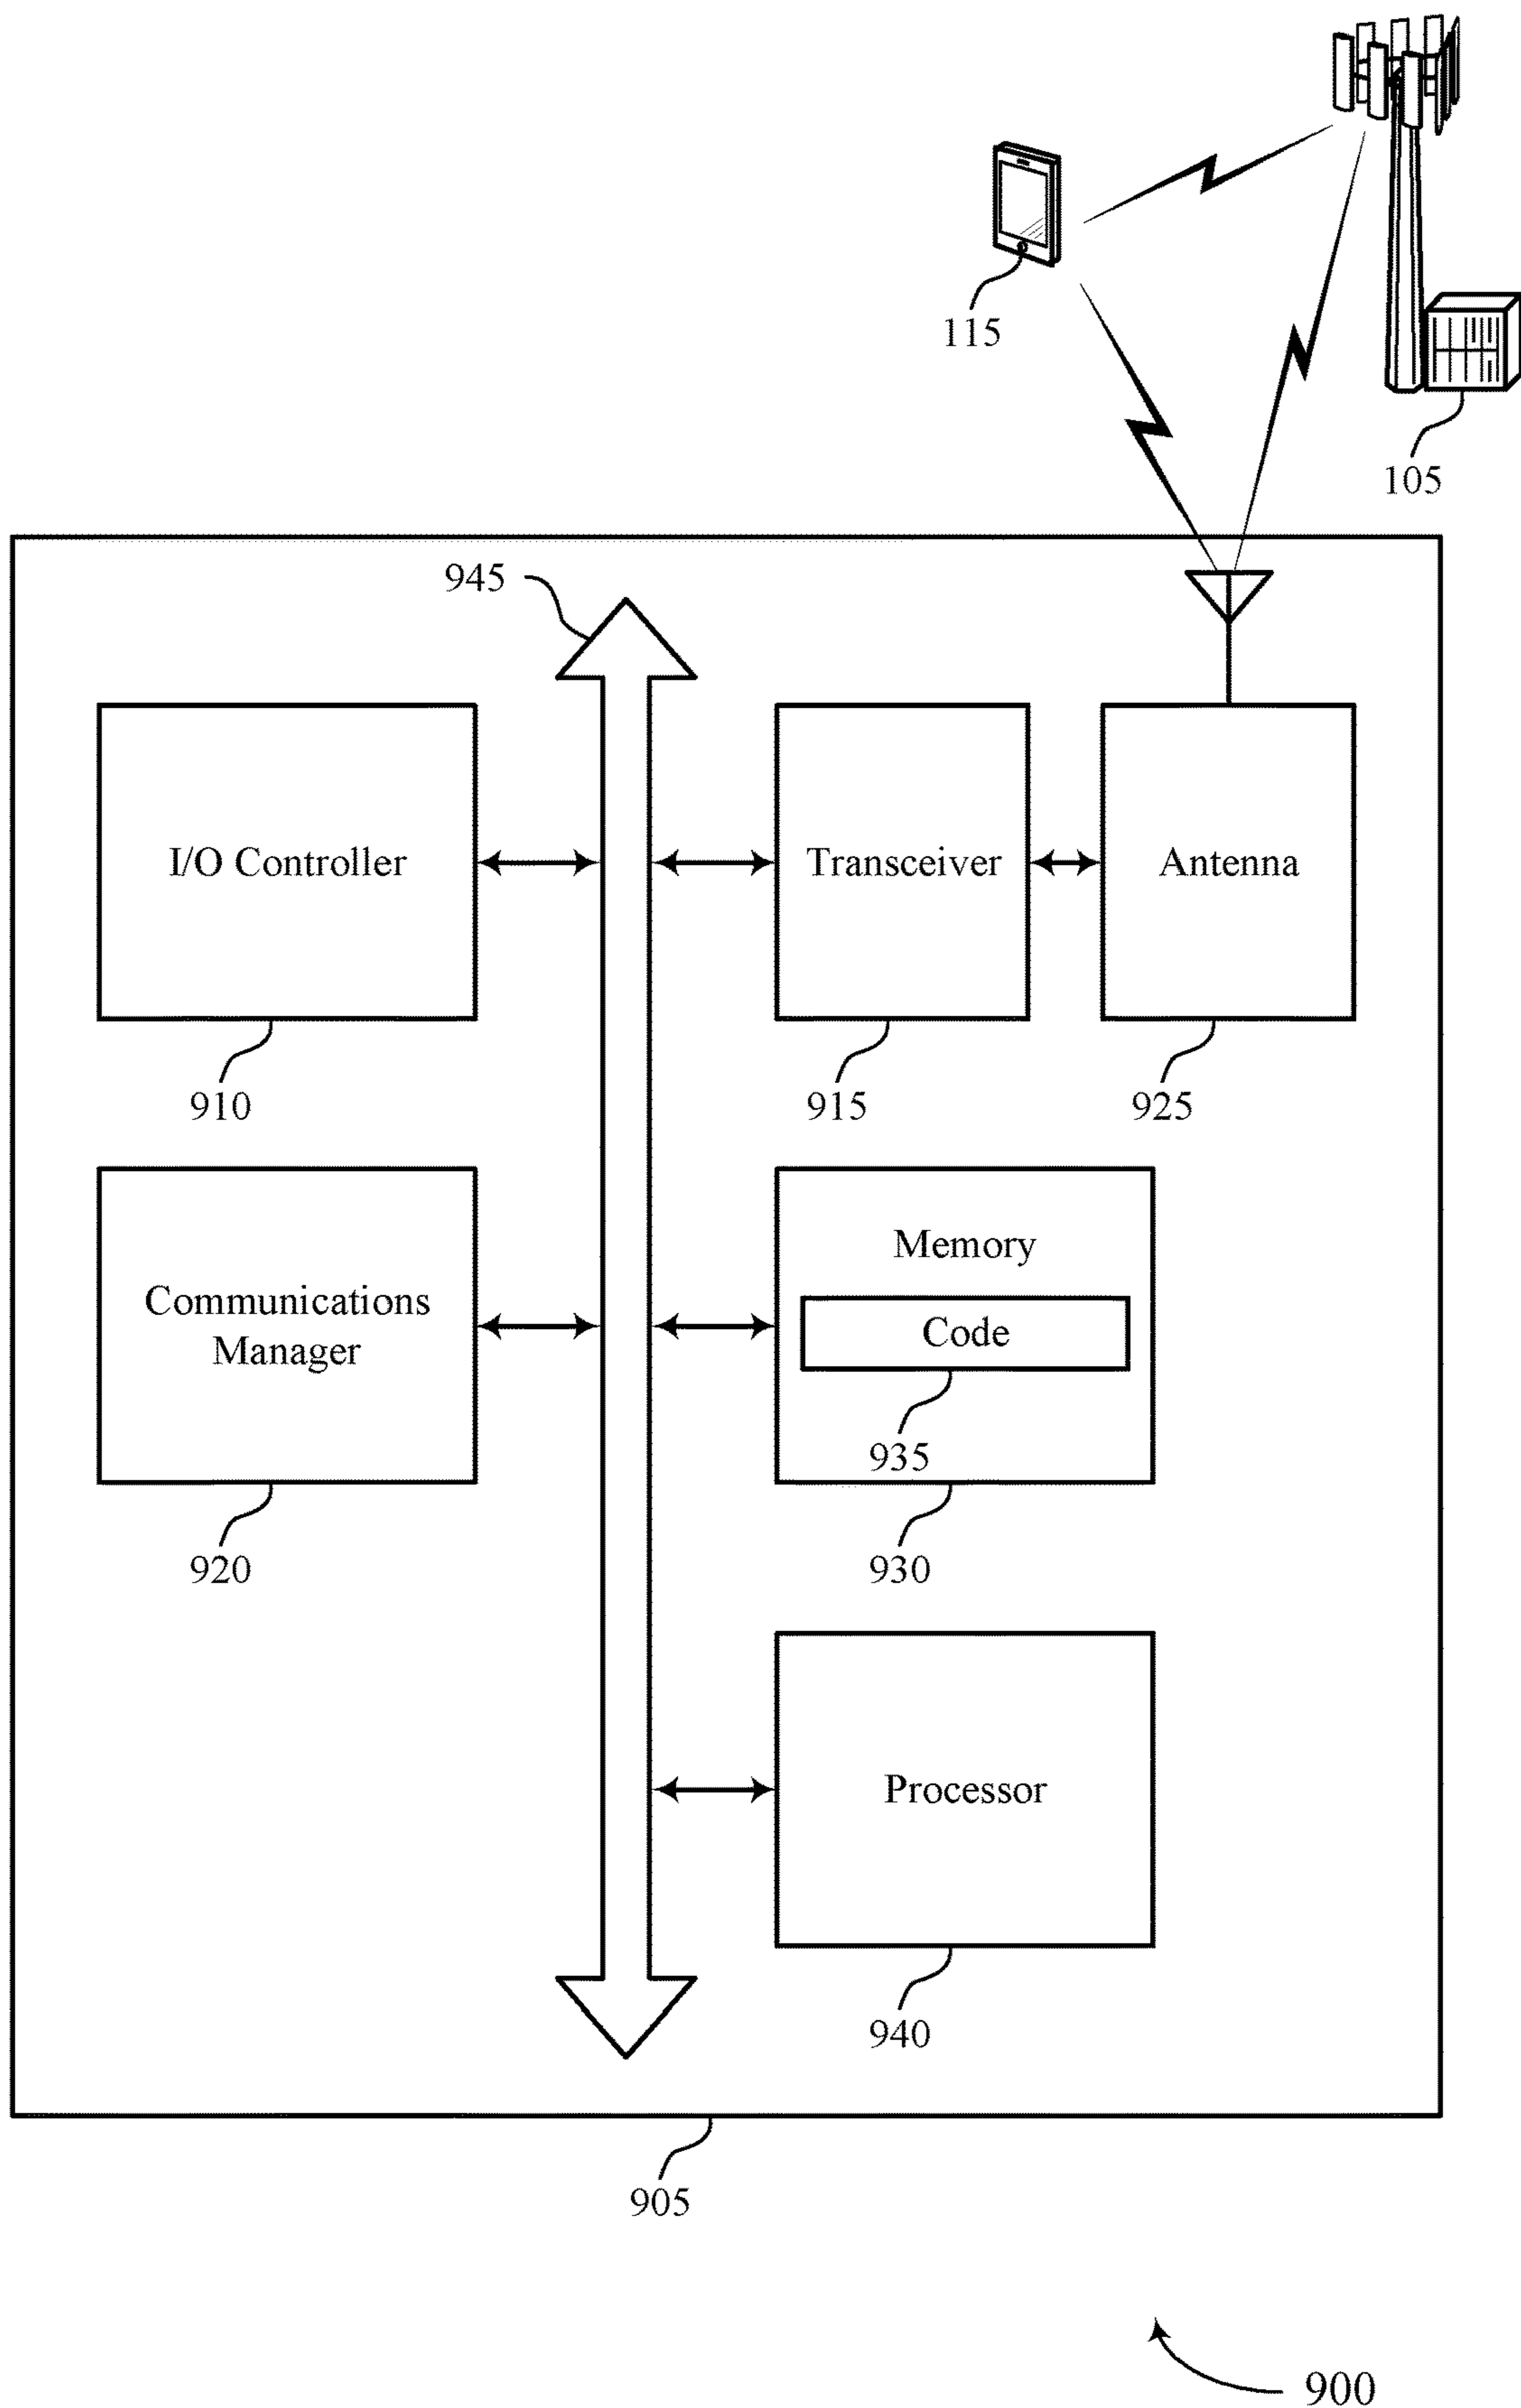 115
105
945
I/O Controller
Transceiver
Antenna
910
915
925
Communications
Manager
Memory
Code
935
920
930
Processor
940
905
900